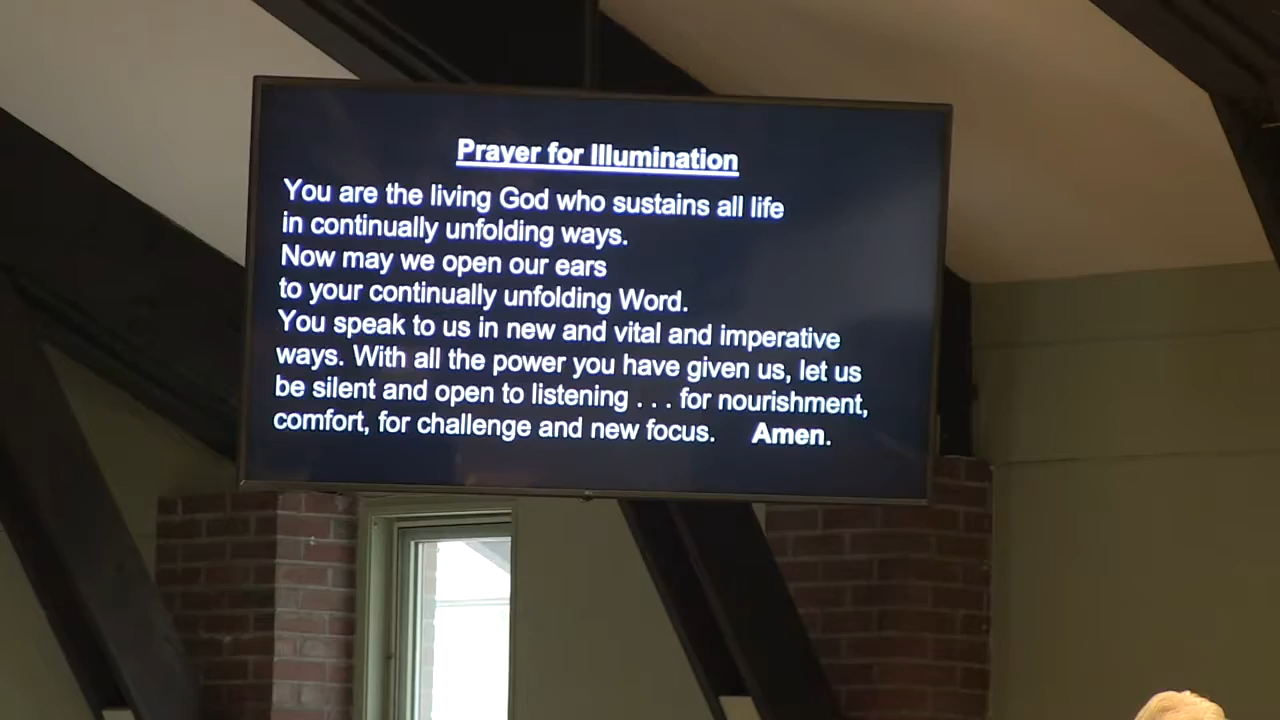 Prayer for Illumination
You are the living God who sustains all life
in continually unfolding ways.
Now may we open our ears
to your continually unfolding Word.
You speak to us in new and vital and imperative
ways. With all the power you have given us, let us
be silent and open to listening . . . for nourishment,
comfort, for challenge and new focus. Amen.